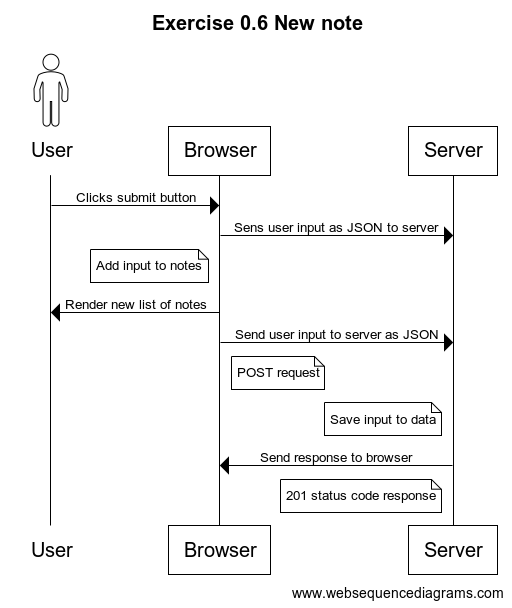 Exercise 0.6 New note
User
Browser
Server
Clicks submit button
Sens user input as JSON to server
Add input to notes
Render new list of notes
Send user input to server as JSON
POST request
Save input to data
Send response to browser
201 status code response
User
Browser
Server
www.websequencediagrams.com